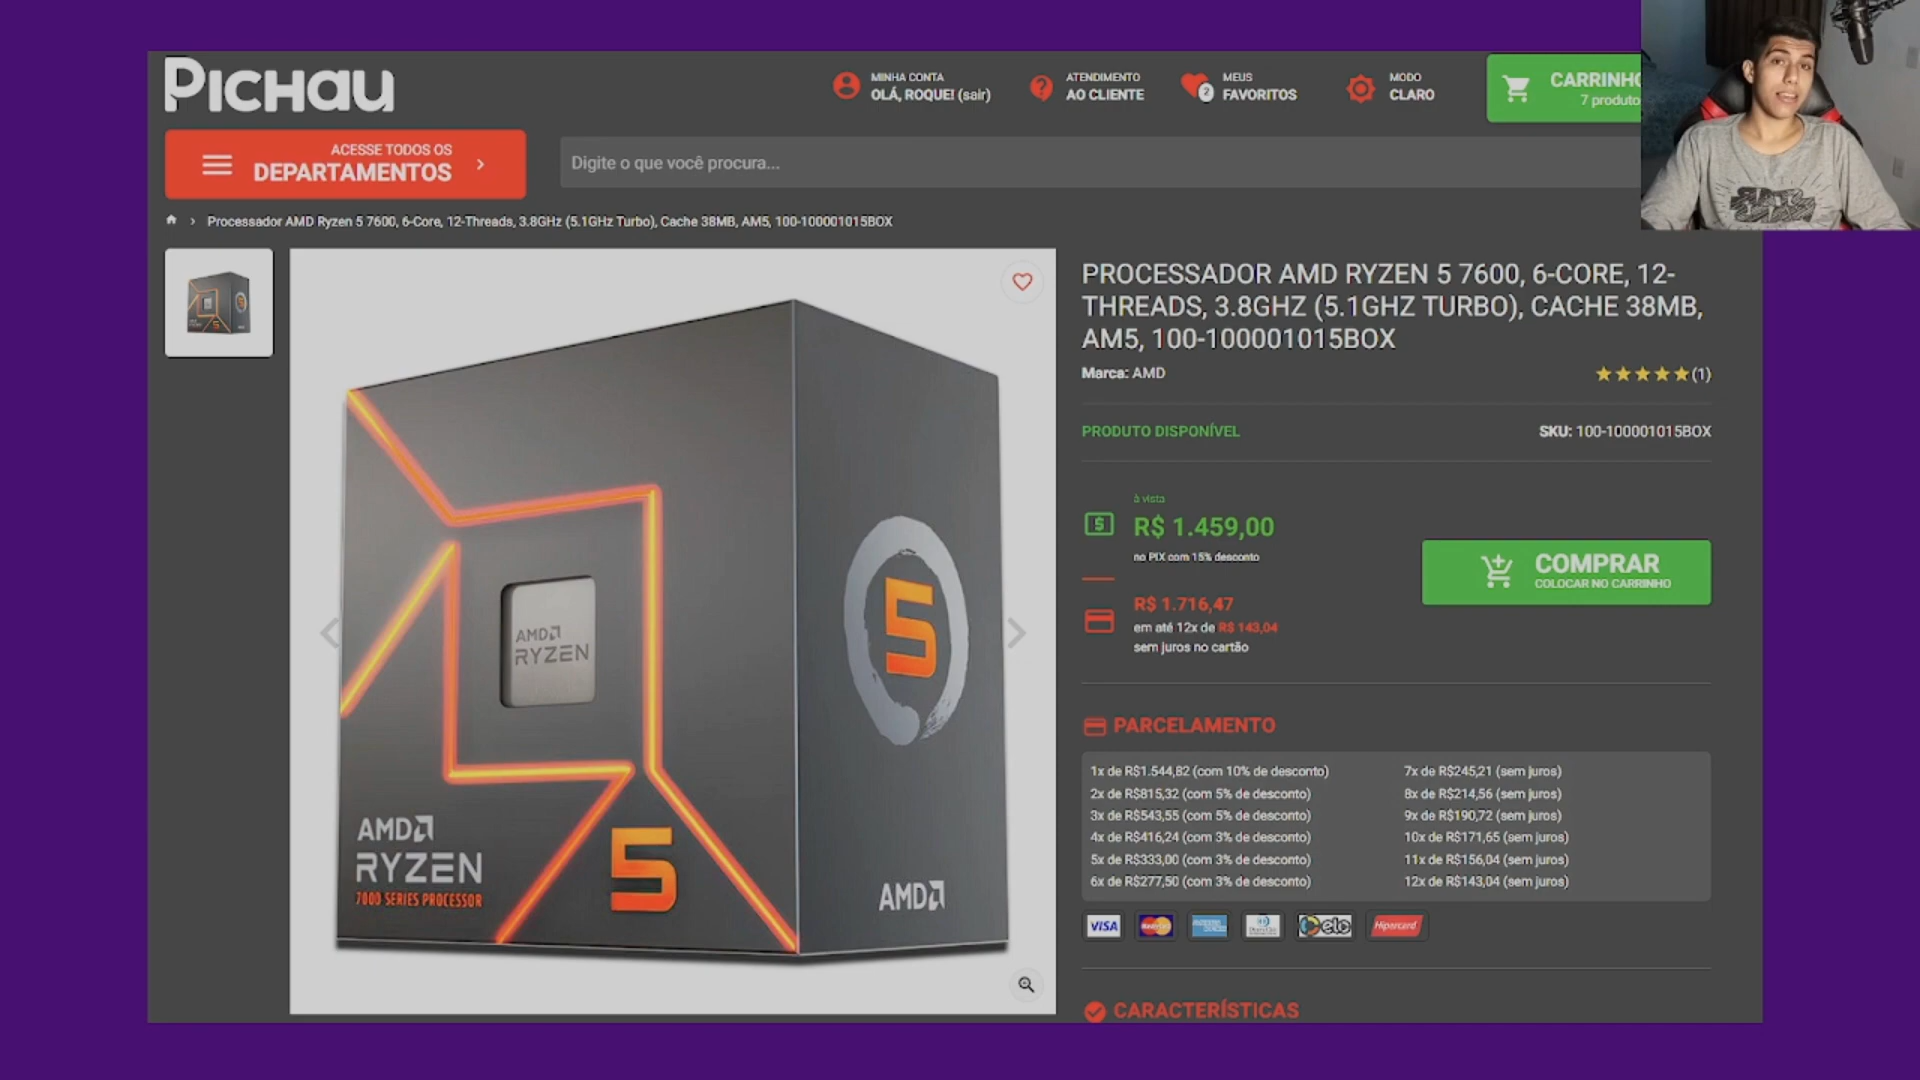 PICHAU
MINHA CONTA
OLÁ, ROQUE! (sair)
ATENDIMENTO
AO CLIENTE
2
MEUS
FAVORITOS
MODO
CLARO
CARRINHO
7 produto
ACESSE TODOS OS
DEPARTAMENTOS
Digite o que você procura...
Processador AMD Ryzen 5 7600, 6-Core, 12-Threads, 3.8GHz (5.1GHz Turbo), Cache 38MB, AM5, 100-100001015BOX
PROCESSADOR AMD RYZEN 5 7600, 6-CORE, 12-
THREADS, 3.8GHZ (5.1GHZ TURBO), CACHE 38MB,
AM5, 100-100001015BOX
Marca: AMD
(1)
PRODUTO DISPONÍVEL
SKU: 100-100001015BOX
à vista
R$ 1.459,00
no PIX com 15% desconto
COMPRAR
COLOCAR NO CARRINHO
R$ 1.716,47
em até 12x de R$ 143,04
sem juros no cartão
PARCELAMENTO
1x de R$1.544,82 (com 10% de desconto)
2x de R$815,32 (com 5% de desconto)
3x de R$543,55 (com 5% de desconto)
4x de R$416,24 (com 3% de desconto)
5x de R$333,00 (com 3% de desconto)
6x de R$277,50 (com 3% de desconto)
7x de R$245,21 (sem juros)
8x de R$214,56 (sem juros)
9x de R$190,72 (sem juros)
10x de R$171,65 (sem juros)
11x de R$156,04 (sem juros)
12x de R$143,04 (sem juros)
VISA
elo
Hipercard
CARACTERÍSTICAS
AMD
RYZEN
5
AMD
RYZEN
7000 SERIES PROCESSOR
5
AMD